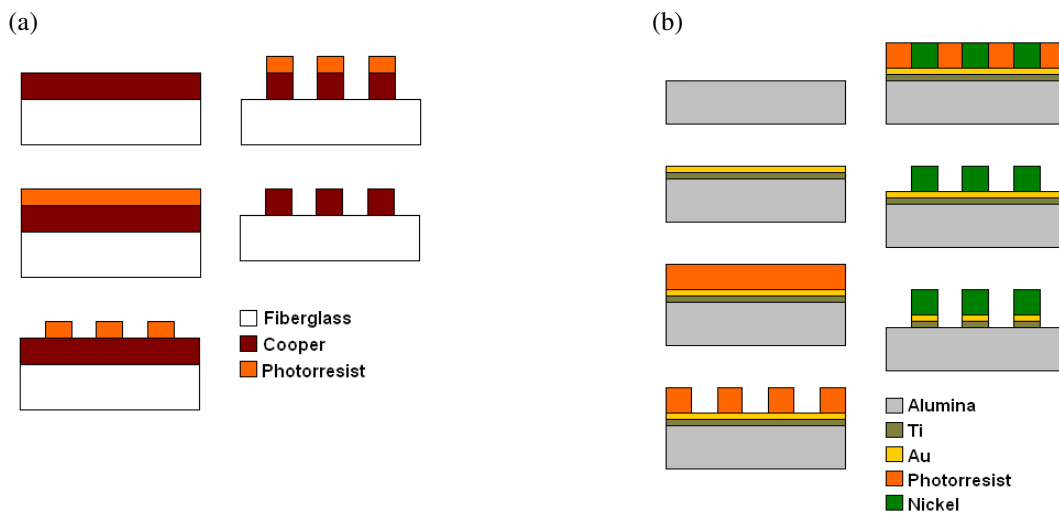 (a)
Fiberglass
Cooper
Photorresist
(b)
Alumina
Ti
Au
Photorresist
Nickel